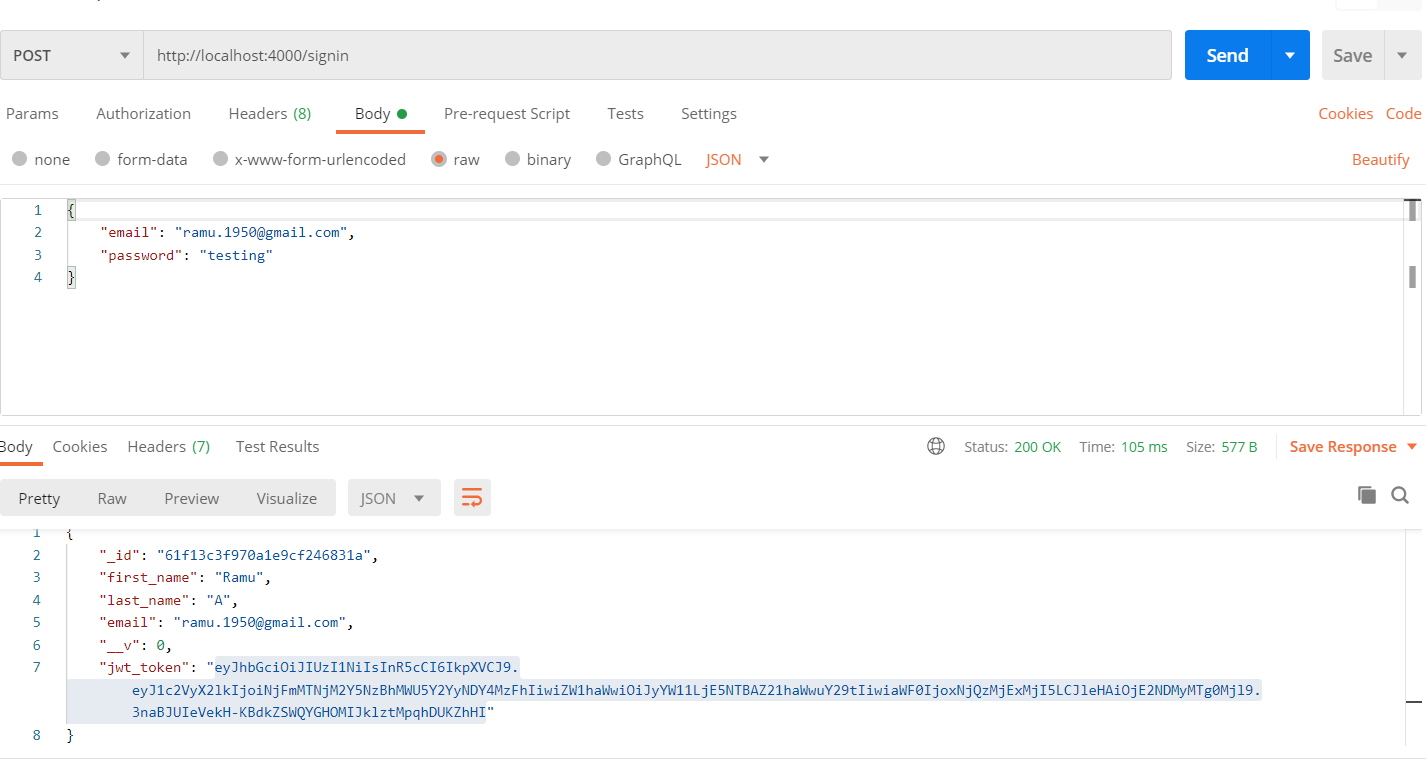 POST http://localhost:4000/signin Send Save
Params Authorization Headers (8) Body Pre-request Script Tests Settings Cookies Code
none form-data x-www-form-urlencoded raw binary GraphQL JSON Beautify
1 {
2 "email": "ramu.1950@gmail.com",
3 "password": "testing"
4 }
Body Cookies Headers (7) Test Results Status: 200 OK Time: 105 ms Size: 577 B Save Response
Pretty Raw Preview Visualize JSON
1 {
2 "_id": "61f13c3f970a1e9cf246831a",
3 "first_name": "Ramu",
4 "last_name": "A",
5 "email": "ramu.1950@gmail.com",
6 "__v": 0,
7 "jwt_token": "eyJhbGciOiJIUzI1NiIsInR5cCI6IkpXVCJ9.
eyJ1c2VyX2lkIjoiNjFmMTNjM2Y5NzBhMWU5Y2YyNDY4MzFhIiwiZW1haWwiOiJyYW11LjE5NTBAZ21haWwuY29tIiwiaWF0IjoxNjQzMjExMjI5LCJleHAiOjE2NDMyMTg0Mjl9.
3naBJUIeVekH-KBdkZSWQYGHOMIJklztMpqhDUKZhHI"
8 }